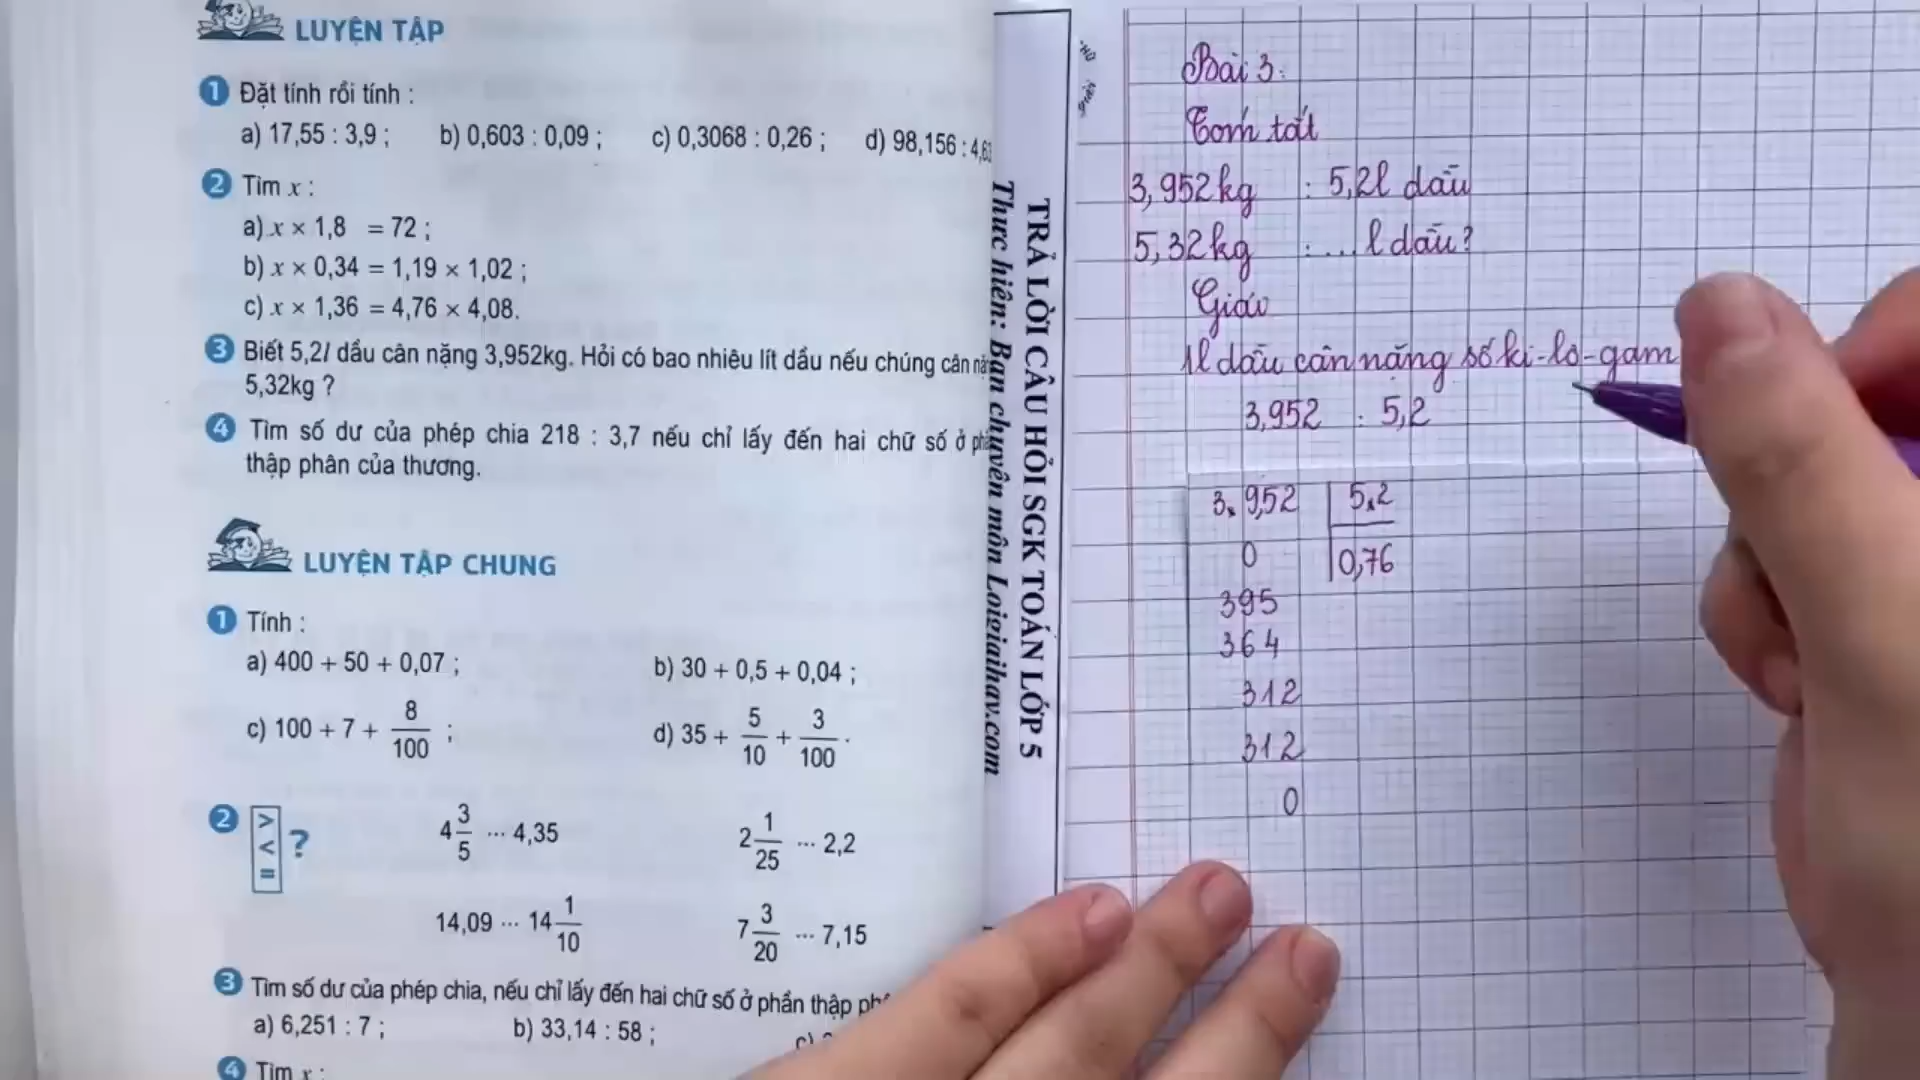 LUYỆN TẬP
1 Đặt tính rồi tính :
a) 17,55 : 3,9 ; b) 0,603 : 0,09 ; c) 0,3068 : 0,26 ; d) 98,156 : 4,63
2 Tìm x :
a) x × 1,8 = 72 ;
b) x × 0,34 = 1,19 × 1,02 ;
c) x × 1,36 = 4,76 × 4,08.
3 Biết 5,2l dầu cân nặng 3,952kg. Hỏi có bao nhiêu lít dầu nếu chúng cân
5,32kg ?
4 Tìm số dư của phép chia 218 : 3,7 nếu chỉ lấy đến hai chữ số ở
thập phân của thương.
LUYỆN TẬP CHUNG
1 Tính :
a) 400 + 50 + 0,07 ; b) 30 + 0,5 + 0,04 ;
c) 100 + 7 + 8/100 ; d) 35 + 5/10 + 3/100 .
2 > < = ? 4 3/5 ... 4,35 2 1/25 ... 2,2
14,09 ... 14 1/10 7 3/20 ... 7,15
3 Tìm số dư của phép chia, nếu chỉ lấy đến hai chữ số ở phần thập
a) 6,251 : 7 ; b) 33,14 : 58 ; c)
4 Tìm x :
TRẢ LỜI CÂU HỎI SGK TOÁN LỚP 5
Thực hiện: Ban chuyên môn Loigiaihay.com
Bài 3:
Tóm tắt
3,952kg : 5,2l dầu
5,32kg : ... l dầu?
Giải
1l dầu cân nặng số ki-lô-gam
3,952 : 5,2
3,9,52 5,2
0 0,76
395
364
312
312
0